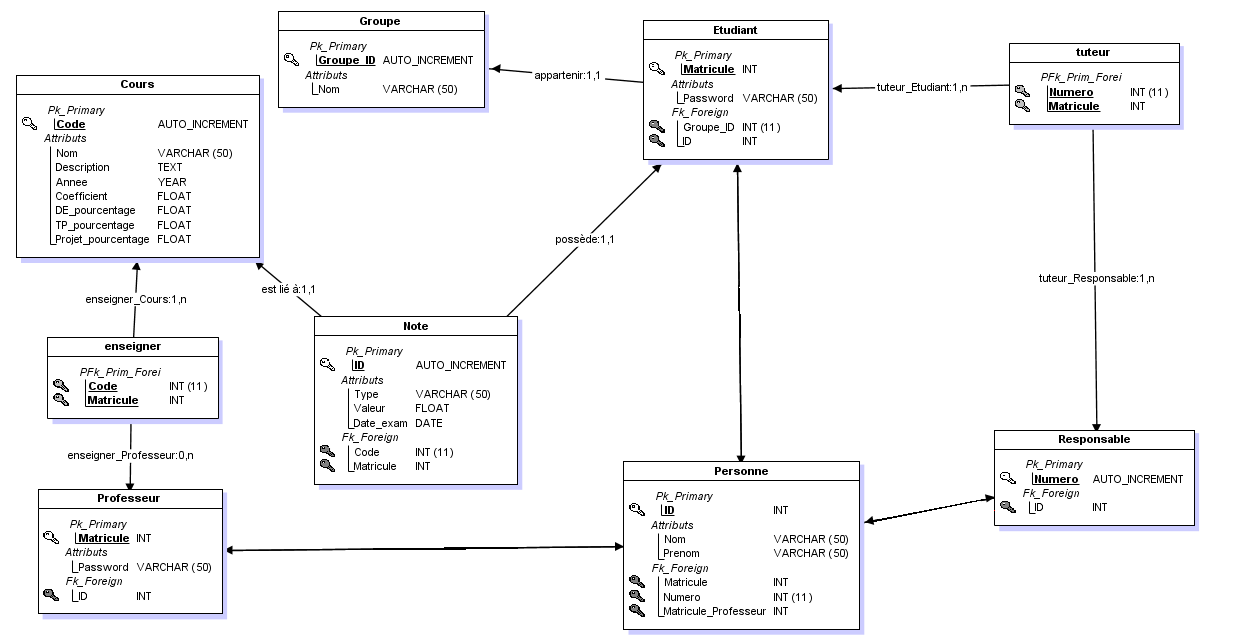 Groupe
Pk_Primary
Groupe_ID AUTO_INCREMENT
Attributs
Nom VARCHAR (50)
Etudiant
Pk_Primary
Matricule INT
Attributs
Password VARCHAR (50)
Fk_Foreign
Groupe_ID INT (11)
ID INT
tuteur
PFk_Prim_Forei
Numero INT (11)
Matricule INT
appartenir:1,1
tuteur_Etudiant:1,n
Cours
Pk_Primary
Code AUTO_INCREMENT
Attributs
Nom VARCHAR (50)
Description TEXT
Annee YEAR
Coefficient FLOAT
DE_pourcentage FLOAT
TP_pourcentage FLOAT
Projet_pourcentage FLOAT
possède:1,1
enseigner_Cours:1,n
est lié à:1,1
tuteur_Responsable:1,n
enseigner
PFk_Prim_Forei
Code INT (11)
Matricule INT
Note
Pk_Primary
ID AUTO_INCREMENT
Attributs
Type VARCHAR (50)
Valeur FLOAT
Date_exam DATE
Fk_Foreign
Code INT (11)
Matricule INT
enseigner_Professeur:0,n
Professeur
Pk_Primary
Matricule INT
Attributs
Password VARCHAR (50)
Fk_Foreign
ID INT
Personne
Pk_Primary
ID INT
Attributs
Nom VARCHAR (50)
Prenom VARCHAR (50)
Fk_Foreign
Matricule INT
Numero INT (11)
Matricule_Professeur INT
Responsable
Pk_Primary
Numero AUTO_INCREMENT
Fk_Foreign
ID INT